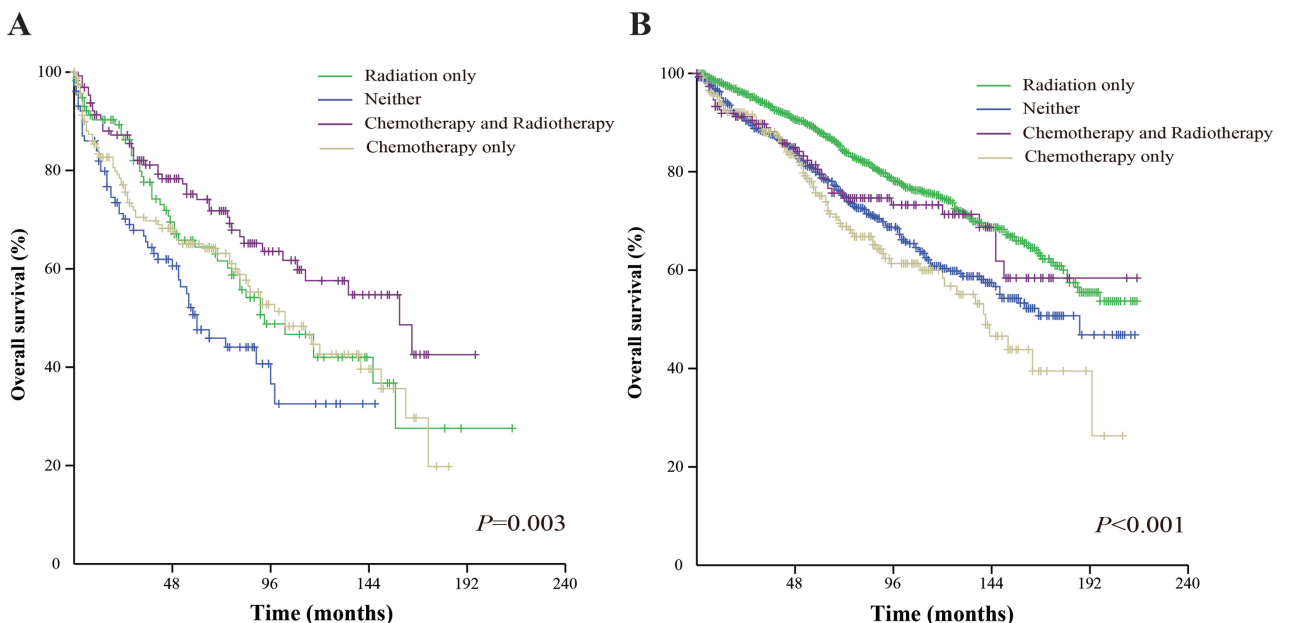 A
Overall survival (%)
100
80
60
40
20
0
48
96
144
192
240
Time (months)
Radiation only
Neither
Chemotherapy and Radiotherapy
Chemotherapy only
P=0.003
B
Overall survival (%)
100
80
60
40
20
0
48
96
144
192
240
Time (months)
Radiation only
Neither
Chemotherapy and Radiotherapy
Chemotherapy only
P<0.001